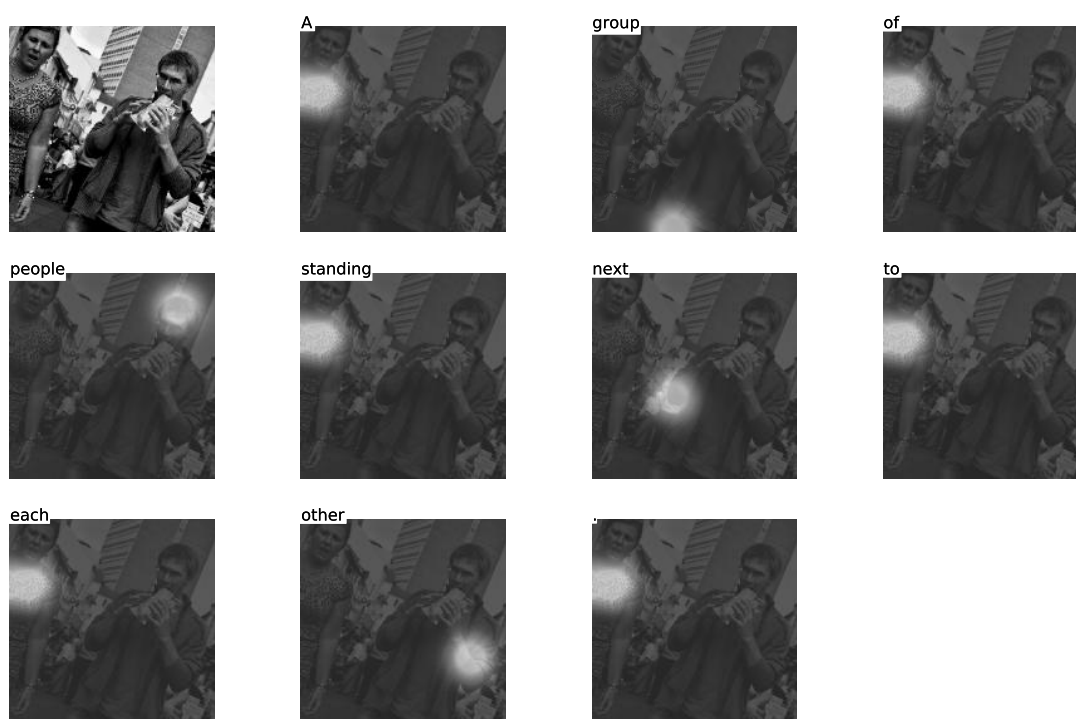 A group of
people standing next to
each other .